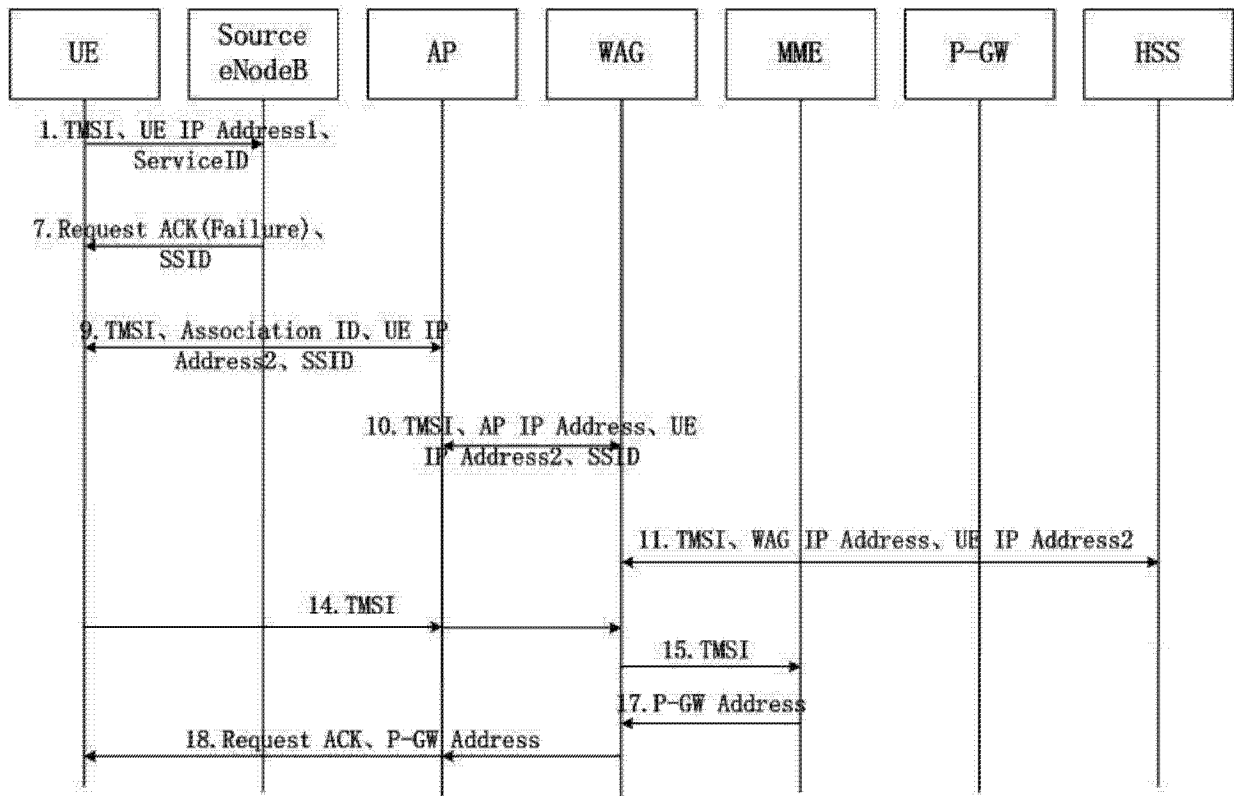 UE
Source
eNodeB
AP
WAG
MME
P-GW
HSS
1.TMSI、UE IP Address1、
ServiceID
7.Request ACK(Failure)、
SSID
9.TMSI、Association ID、UE IP
Address2、SSID
10.TMSI、AP IP Address、UE
IP Address2、SSID
11.TMSI、WAG IP Address、UE IP Address2
14.TMSI
15.TMSI
17.P-GW Address
18.Request ACK、P-GW Address